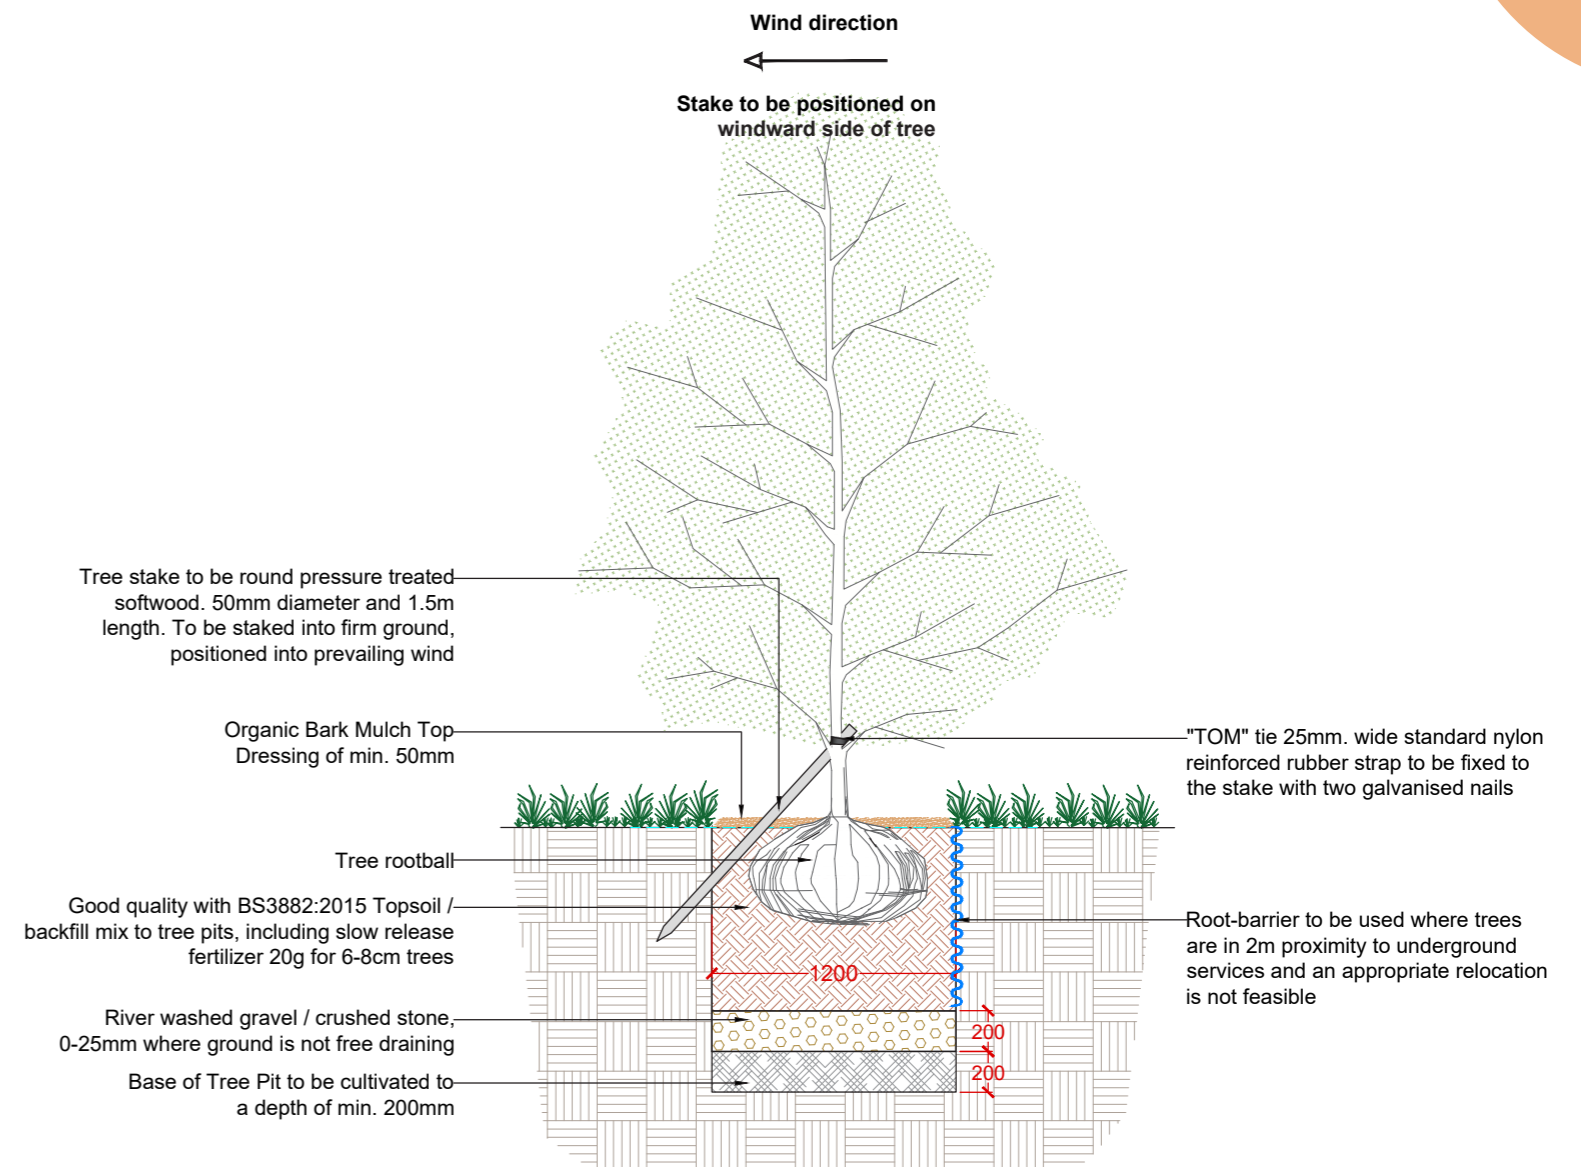 Wind direction
Stake to be positioned on
windward side of tree
Tree stake to be round pressure treated
softwood. 50mm diameter and 1.5m
length. To be staked into firm ground,
positioned into prevailing wind
Organic Bark Mulch Top
Dressing of min. 50mm
Tree rootball
Good quality with BS3882:2015 Topsoil /
backfill mix to tree pits, including slow release
fertilizer 20g for 6-8cm trees
River washed gravel / crushed stone,
0-25mm where ground is not free draining
Base of Tree Pit to be cultivated to
a depth of min. 200mm
"TOM" tie 25mm. wide standard nylon
reinforced rubber strap to be fixed to
the stake with two galvanised nails
Root-barrier to be used where trees
are in 2m proximity to underground
services and an appropriate relocation
is not feasible
1200
200
200